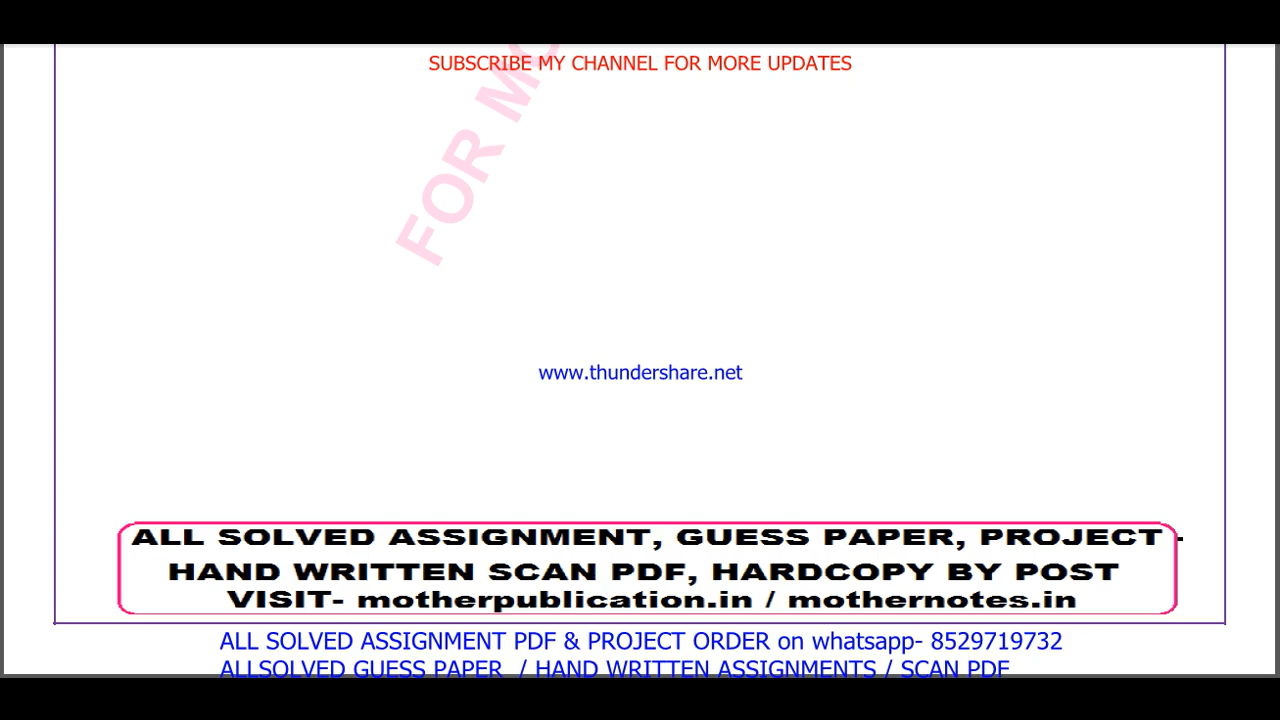 SUBSCRIBE MY CHANNEL FOR MORE UPDATES
FOR
www.thundershare.net
ALL SOLVED ASSIGNMENT, GUESS PAPER, PROJECT -
HAND WRITTEN SCAN PDF, HARDCOPY BY POST
VISIT- motherpublication.in / mothernotes.in
ALL SOLVED ASSIGNMENT PDF & PROJECT ORDER on whatsapp- 8529719732
ALLSOLVED GUESS PAPER / HAND WRITTEN ASSIGNMENTS / SCAN PDF